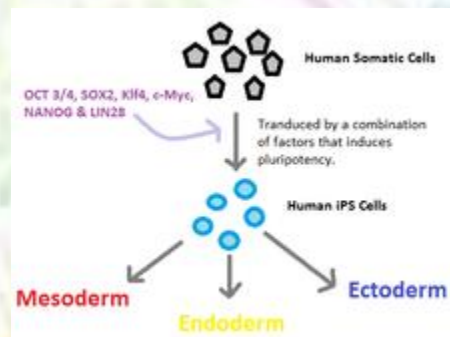 Human Somatic Cells
OCT 3/4, SOX2, Klf4, c-Myc,
NANOG & LIN28
Tranduced by a combination
of factors that induces
pluripotency.
Human iPS Cells
Mesoderm
Endoderm
Ectoderm